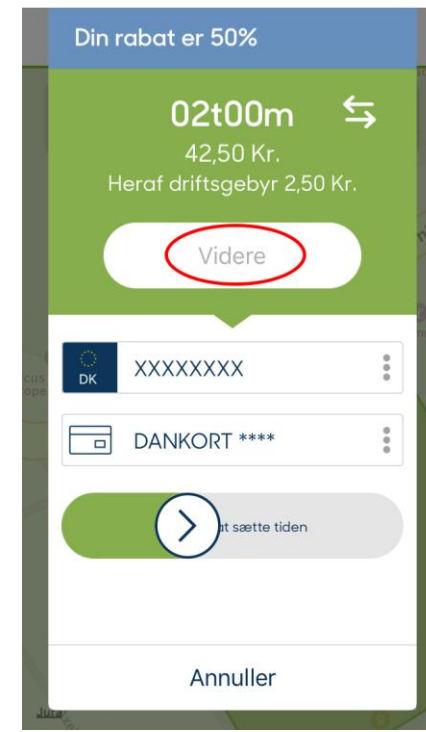 Din rabat er 50%
02t00m
42,50 Kr.
Heraf driftsgebyr 2,50 Kr.
Videre
DK
XXXXXXXX
DANKORT ****
at sætte tiden
Annuller